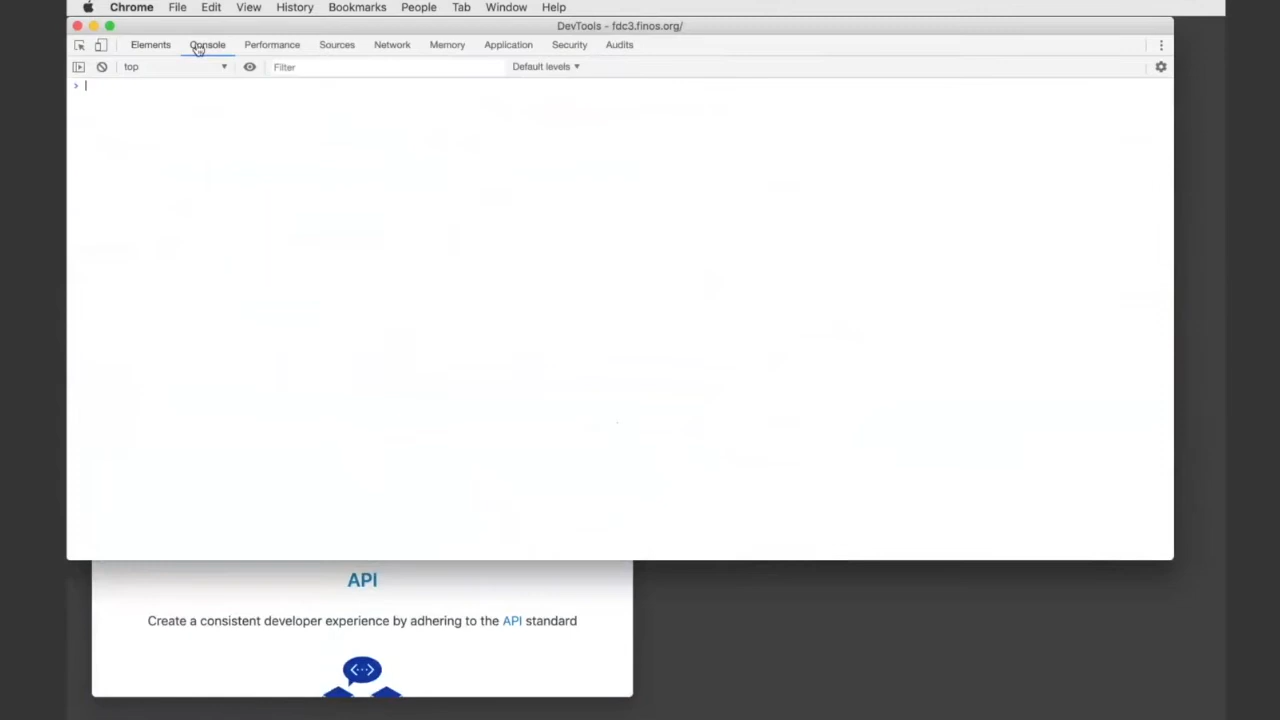 Chrome File Edit View History Bookmarks People Tab Window Help
DevTools - fdc3.finos.org/
Elements Console Performance Sources Network Memory Application Security Audits
top Filter Default levels
API
Create a consistent developer experience by adhering to the API standard